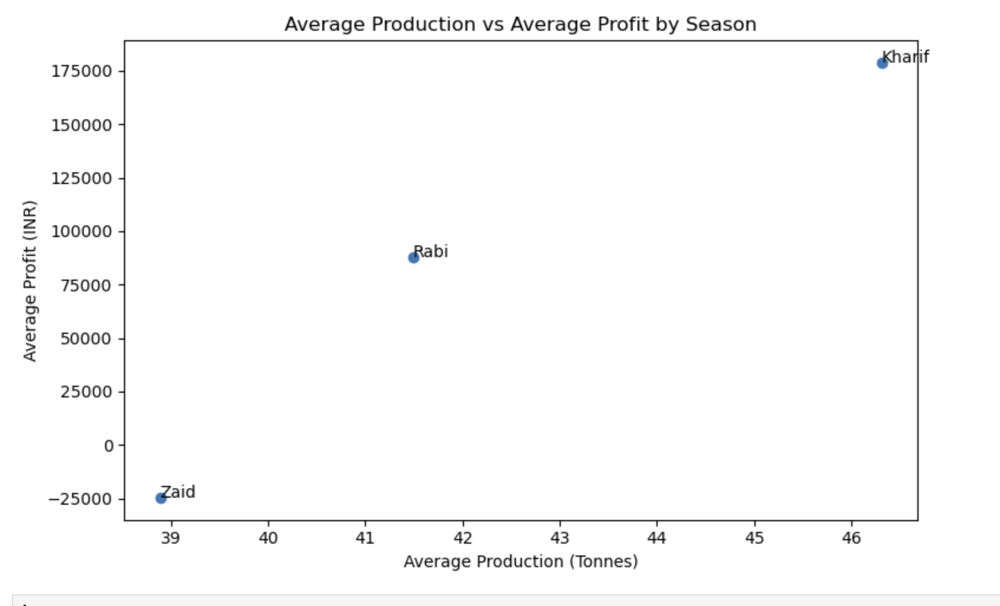 Average Production vs Average Profit by Season
Kharif
175000
150000
125000
100000
Rabi
75000
50000
25000
0
Zaid
−25000
Average Profit (INR)
39 40 41 42 43 44 45 46
Average Production (Tonnes)